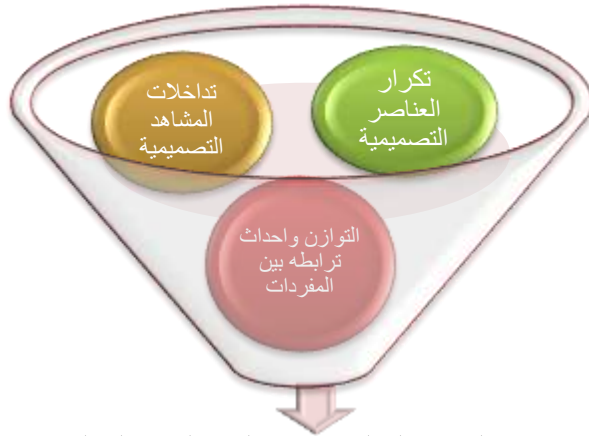 تكرار
العناصر
التصميمية
تداخلات
المشاهد
التصميمية
التوازن واحداث
ترابطه بين
المفردات